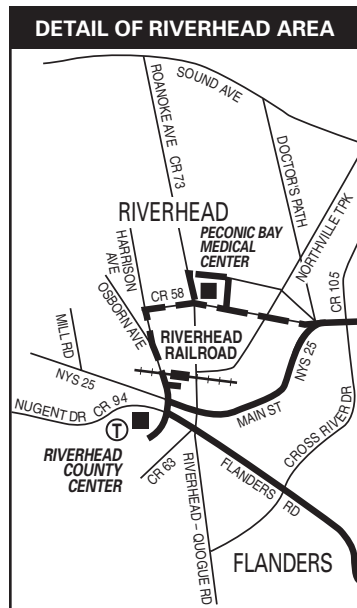 DETAIL OF RIVERHEAD AREA
SOUND AVE
ROANOKE AVE CR 73
DOCTOR'S PATH
NORTHVILLE TPK
RIVERHEAD
PECONIC BAY
MEDICAL
CENTER
HARRISON
AVE
OSBORN AVE
CR 58
CR 105
MILL RD
RIVERHEAD
RAILROAD
NYS 25
NYS 25
NUGENT DR CR 94
MAIN ST
CROSS RIVER DR
T
RIVERHEAD
COUNTY
CENTER
CR 63
RIVERHEAD – QUOGUE RD
FLANDERS RD
FLANDERS